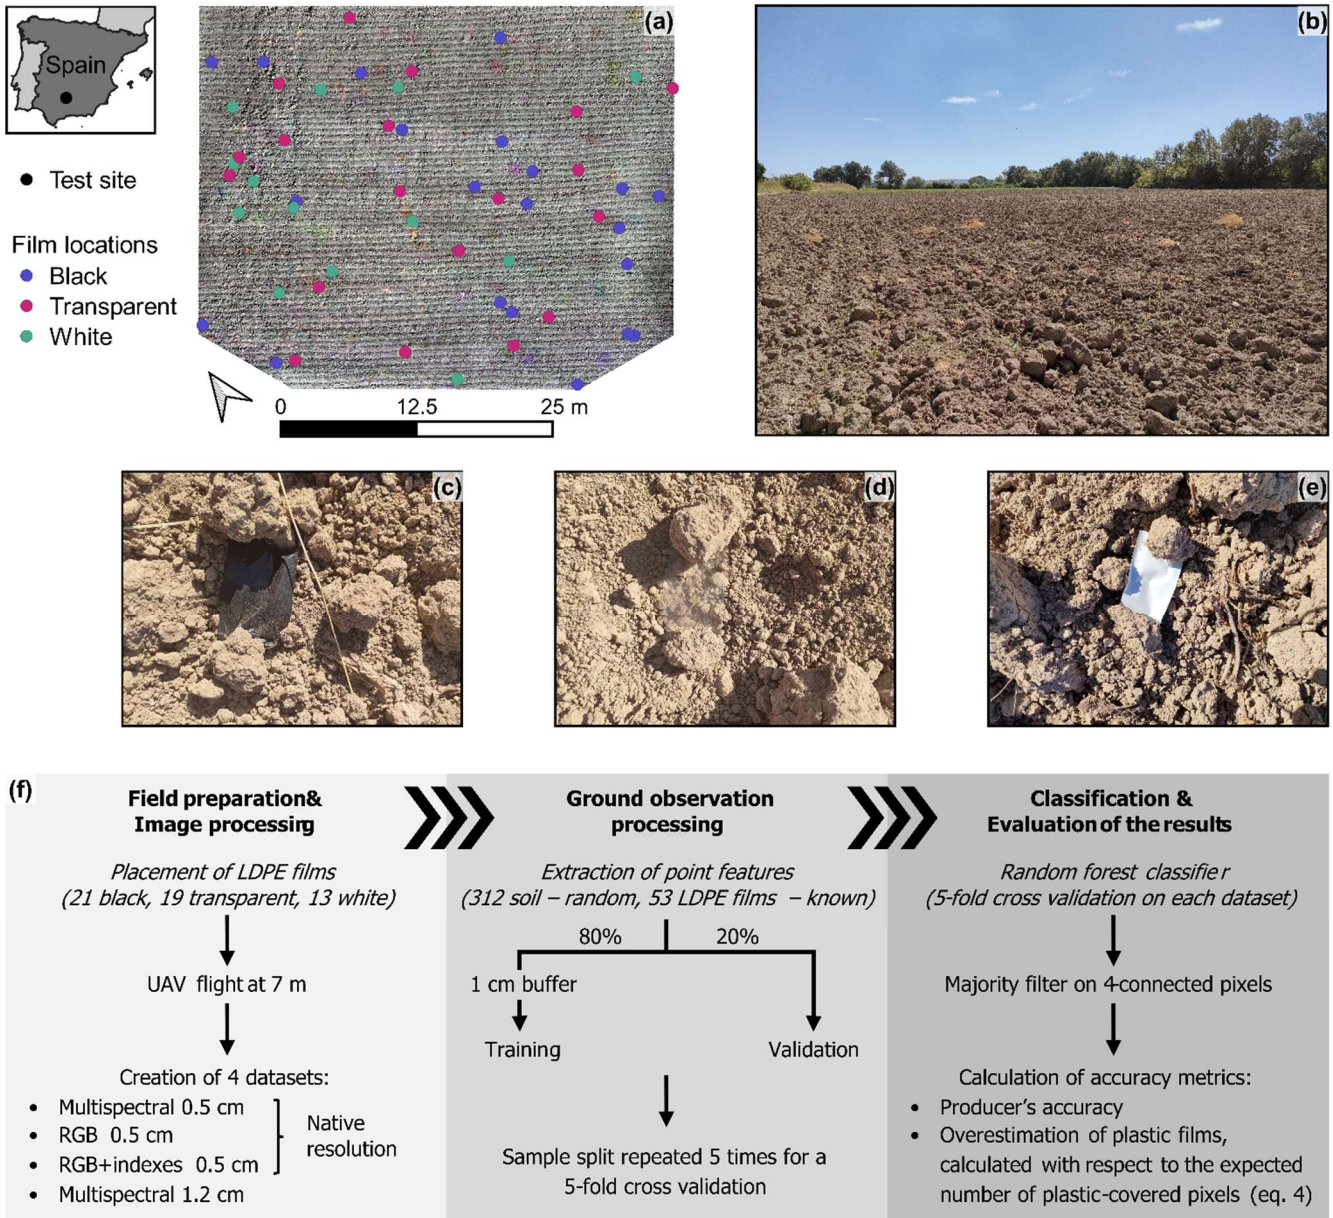 Spain
Test site
Film locations
Black
Transparent
White
(a)
0 12.5 25 m
(b)
(c)
(d)
(e)
(f)
Field preparation&
Image processing
Placement of LDPE films
(21 black, 19 transparent, 13 white)
UAV flight at 7 m
Creation of 4 datasets:
• Multispectral 0.5 cm
• RGB 0.5 cm
• RGB+indexes 0.5 cm
• Multispectral 1.2 cm
Native
resolution
Ground observation
processing
Extraction of point features
(312 soil – random, 53 LDPE films – known)
80% 20%
1 cm buffer
Training
Validation
Sample split repeated 5 times for a
5-fold cross validation
Classification &
Evaluation of the results
Random forest classifier
(5-fold cross validation on each dataset)
Majority filter on 4-connected pixels
Calculation of accuracy metrics:
• Producer's accuracy
• Overestimation of plastic films,
calculated with respect to the expected
number of plastic-covered pixels (eq. 4)